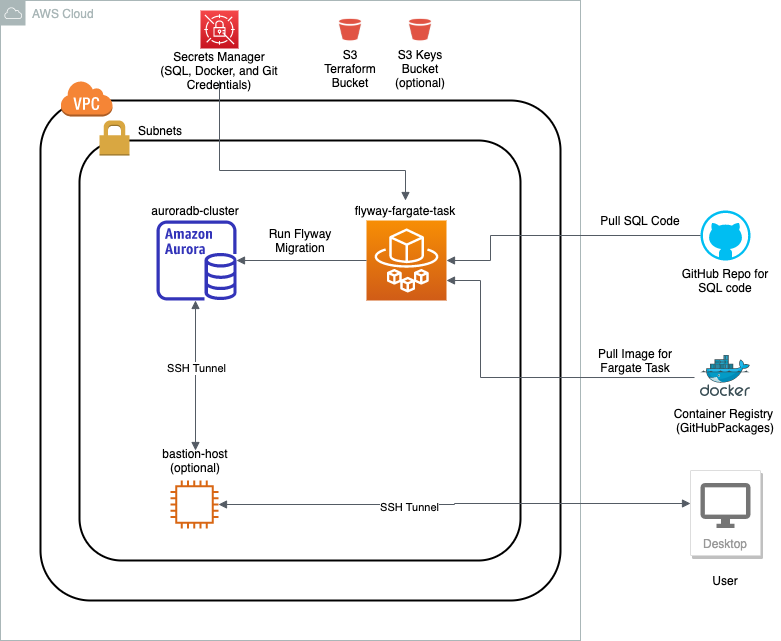 AWS Cloud
Secrets Manager
(SQL, Docker, and Git
Credentials)
S3
Terraform
Bucket
S3 Keys
Bucket
(optional)
VPC
Subnets
auroradb-cluster
Amazon
Aurora
Run Flyway
Migration
flyway-fargate-task
Pull SQL Code
GitHub Repo for
SQL code
SSH Tunnel
Pull Image for
Fargate Task
docker
Container Registry
(GitHubPackages)
bastion-host
(optional)
SSH Tunnel
Desktop
User